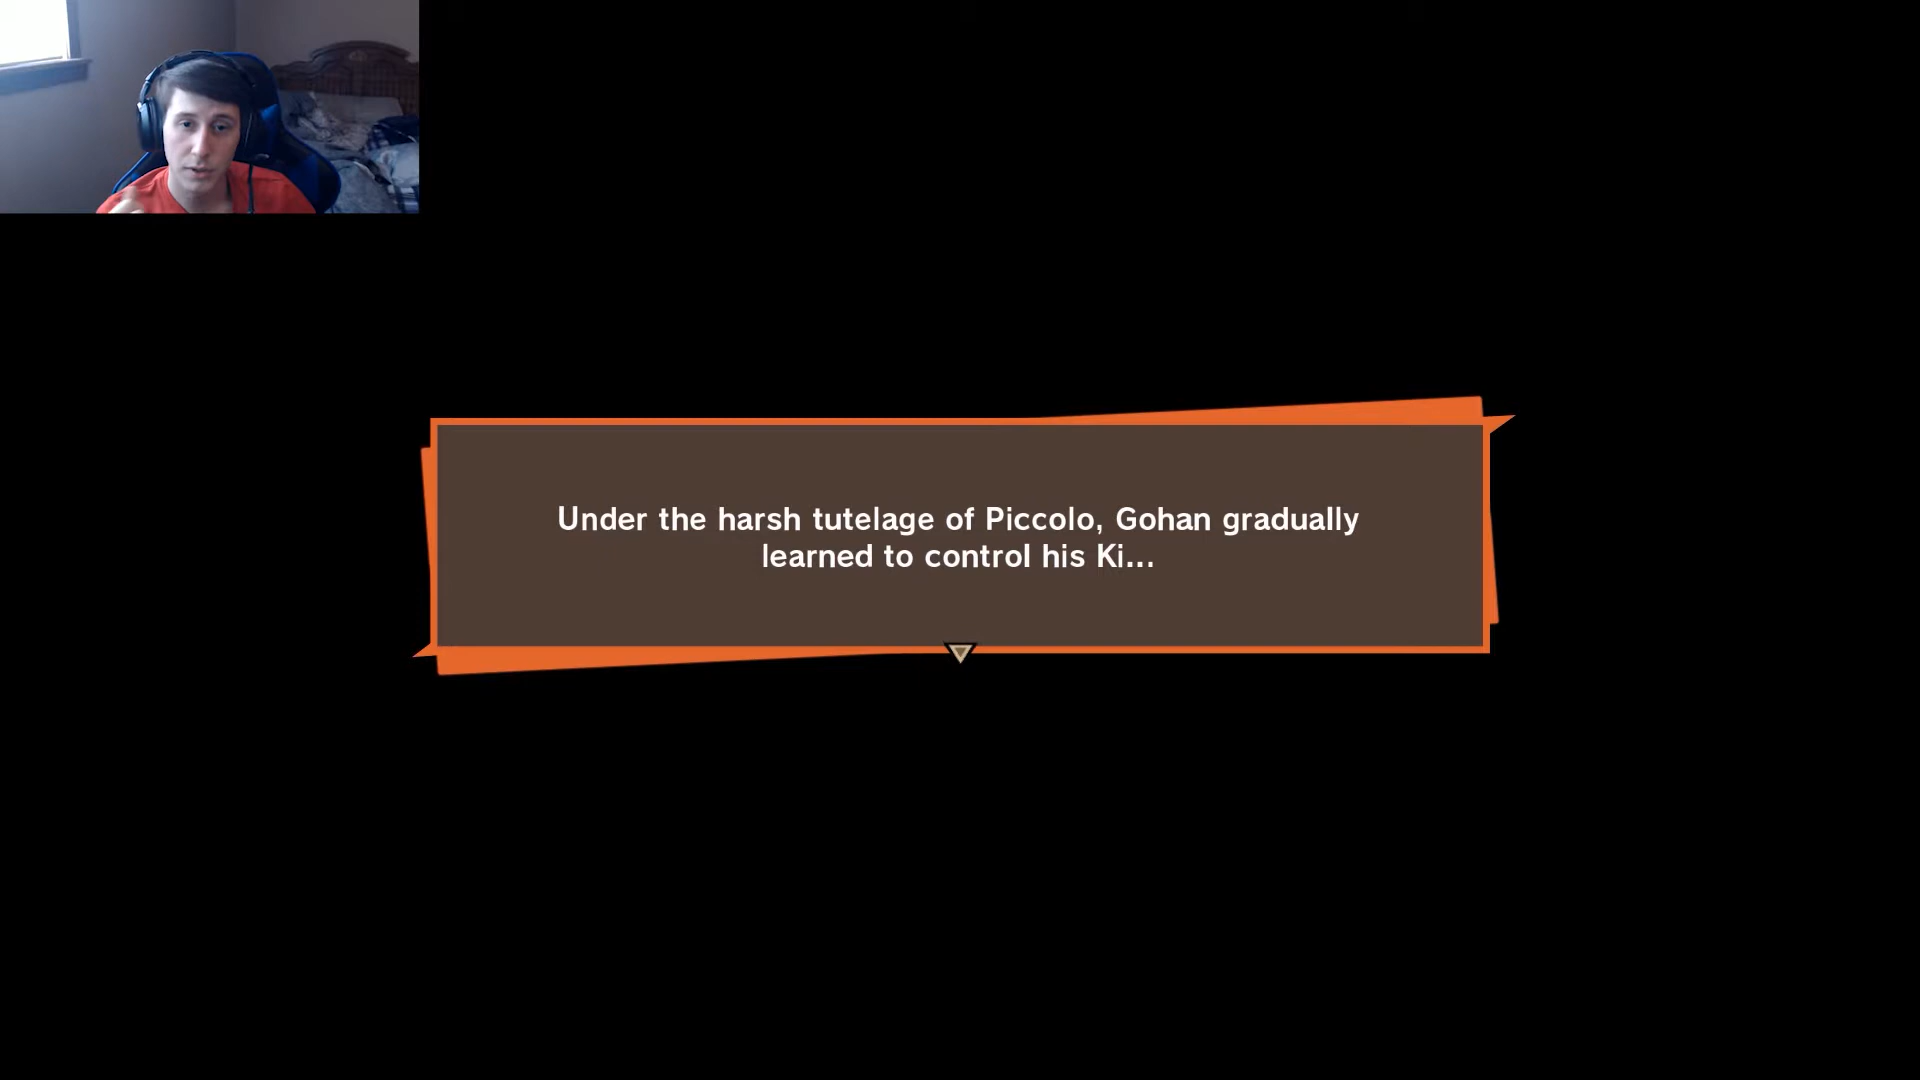 Under the harsh tutelage of Piccolo, Gohan gradually
learned to control his Ki...